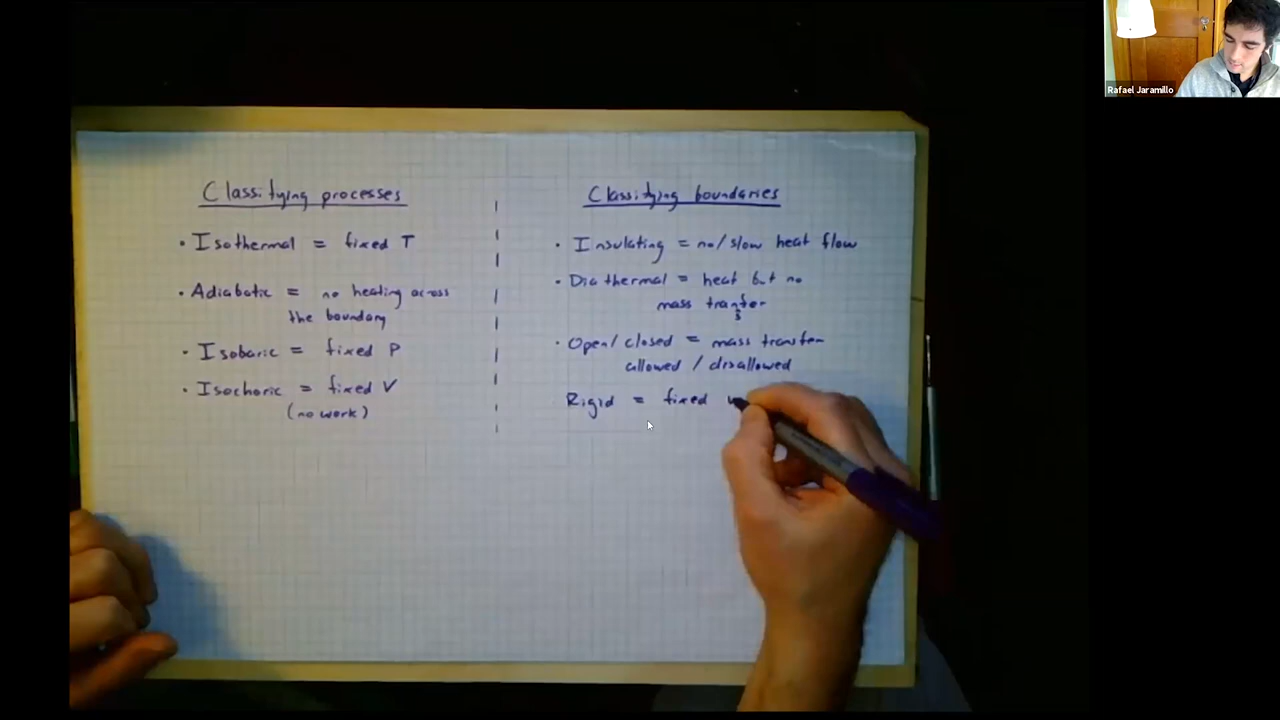 Rafael Jaramillo
Classifying processes
• Isothermal = fixed T
• Adiabatic = no heating across
the boundary
• Isobaric = fixed P
• Isochoric = fixed V
(no work)
Classifying boundaries
• Insulating = no/slow heat flow
• Diathermal = heat but no
mass transfer
• Open/closed = mass transfer
allowed / disallowed
Rigid = fixed